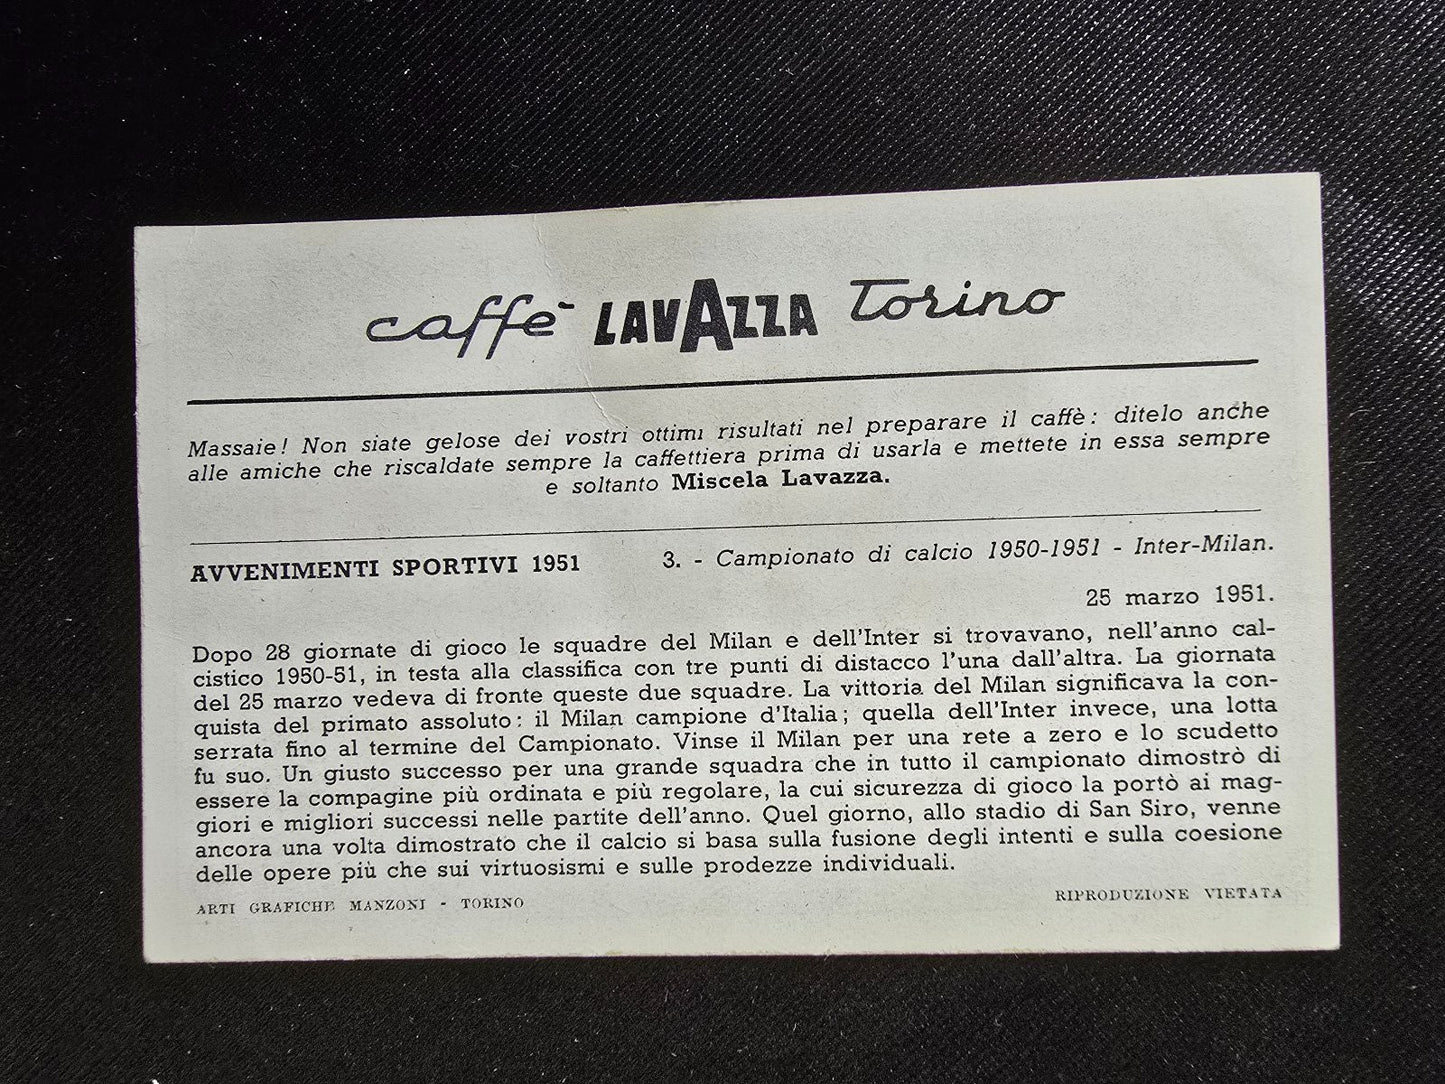 caffè LAVAZZA Torino
Massaie! Non siate gelose dei vostri ottimi risultati nel preparare il caffè: ditelo anche
alle amiche che riscaldate sempre la caffettiera prima di usarla e mettete in essa sempre
e soltanto Miscela Lavazza.
AVVENIMENTI SPORTIVI 1951 3. - Campionato di calcio 1950-1951 - Inter-Milan.
25 marzo 1951.
Dopo 28 giornate di gioco le squadre del Milan e dell'Inter si trovavano, nell'anno cal-
cistico 1950-51, in testa alla classifica con tre punti di distacco l'una dall'altra. La giornata
del 25 marzo vedeva di fronte queste due squadre. La vittoria del Milan significava la con-
quista del primato assoluto: il Milan campione d'Italia; quella dell'Inter invece, una lotta
serrata fino al termine del Campionato. Vinse il Milan per una rete a zero e lo scudetto
fu suo. Un giusto successo per una grande squadra che in tutto il campionato dimostrò di
essere la compagine più ordinata e più regolare, la cui sicurezza di gioco la portò ai mag-
giori e migliori successi nelle partite dell'anno. Quel giorno, allo stadio di San Siro, venne
ancora una volta dimostrato che il calcio si basa sulla fusione degli intenti e sulla coesione
delle opere più che sui virtuosismi e sulle prodezze individuali.
ARTI GRAFICHE MANZONI - TORINO RIPRODUZIONE VIETATA